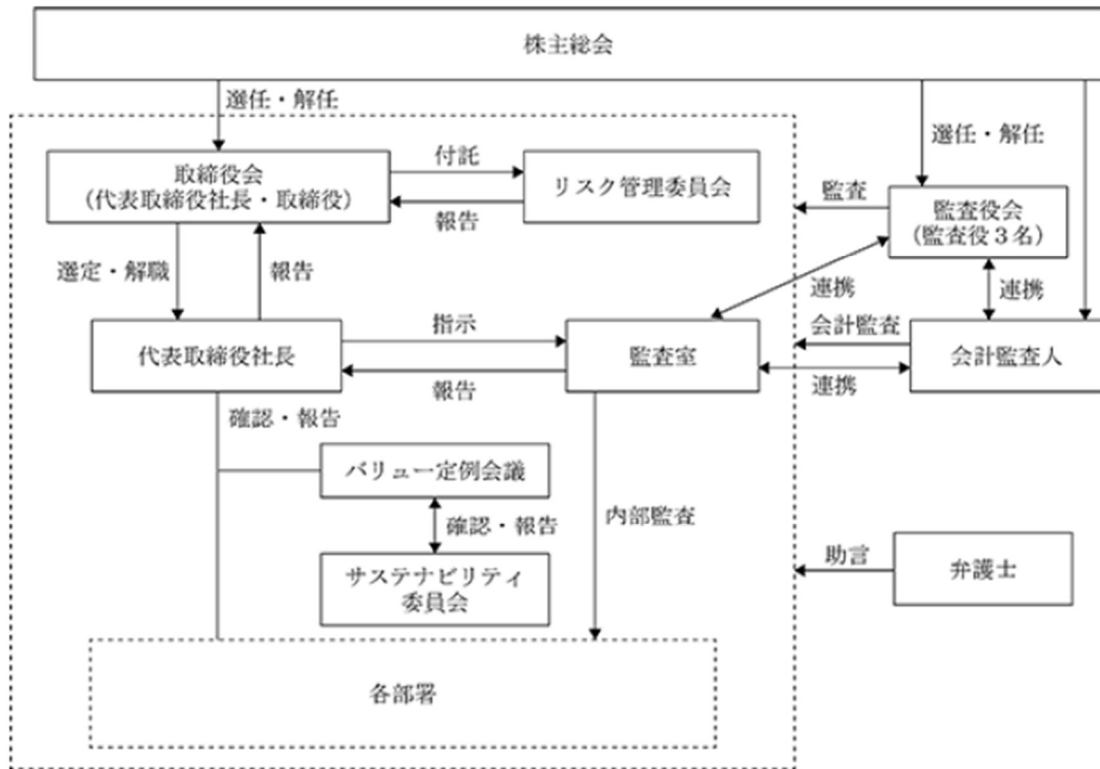 株主総会
選任・解任
選任・解任
取締役会
（代表取締役社長・取締役）
付託
報告
リスク管理委員会
監査
監査役会
（監査役３名）
選定・解職
報告
連携
連携
代表取締役社長
指示
報告
監査室
会計監査
連携
会計監査人
確認・報告
バリュー定例会議
確認・報告
サステナビリティ
委員会
内部監査
助言
弁護士
各部署